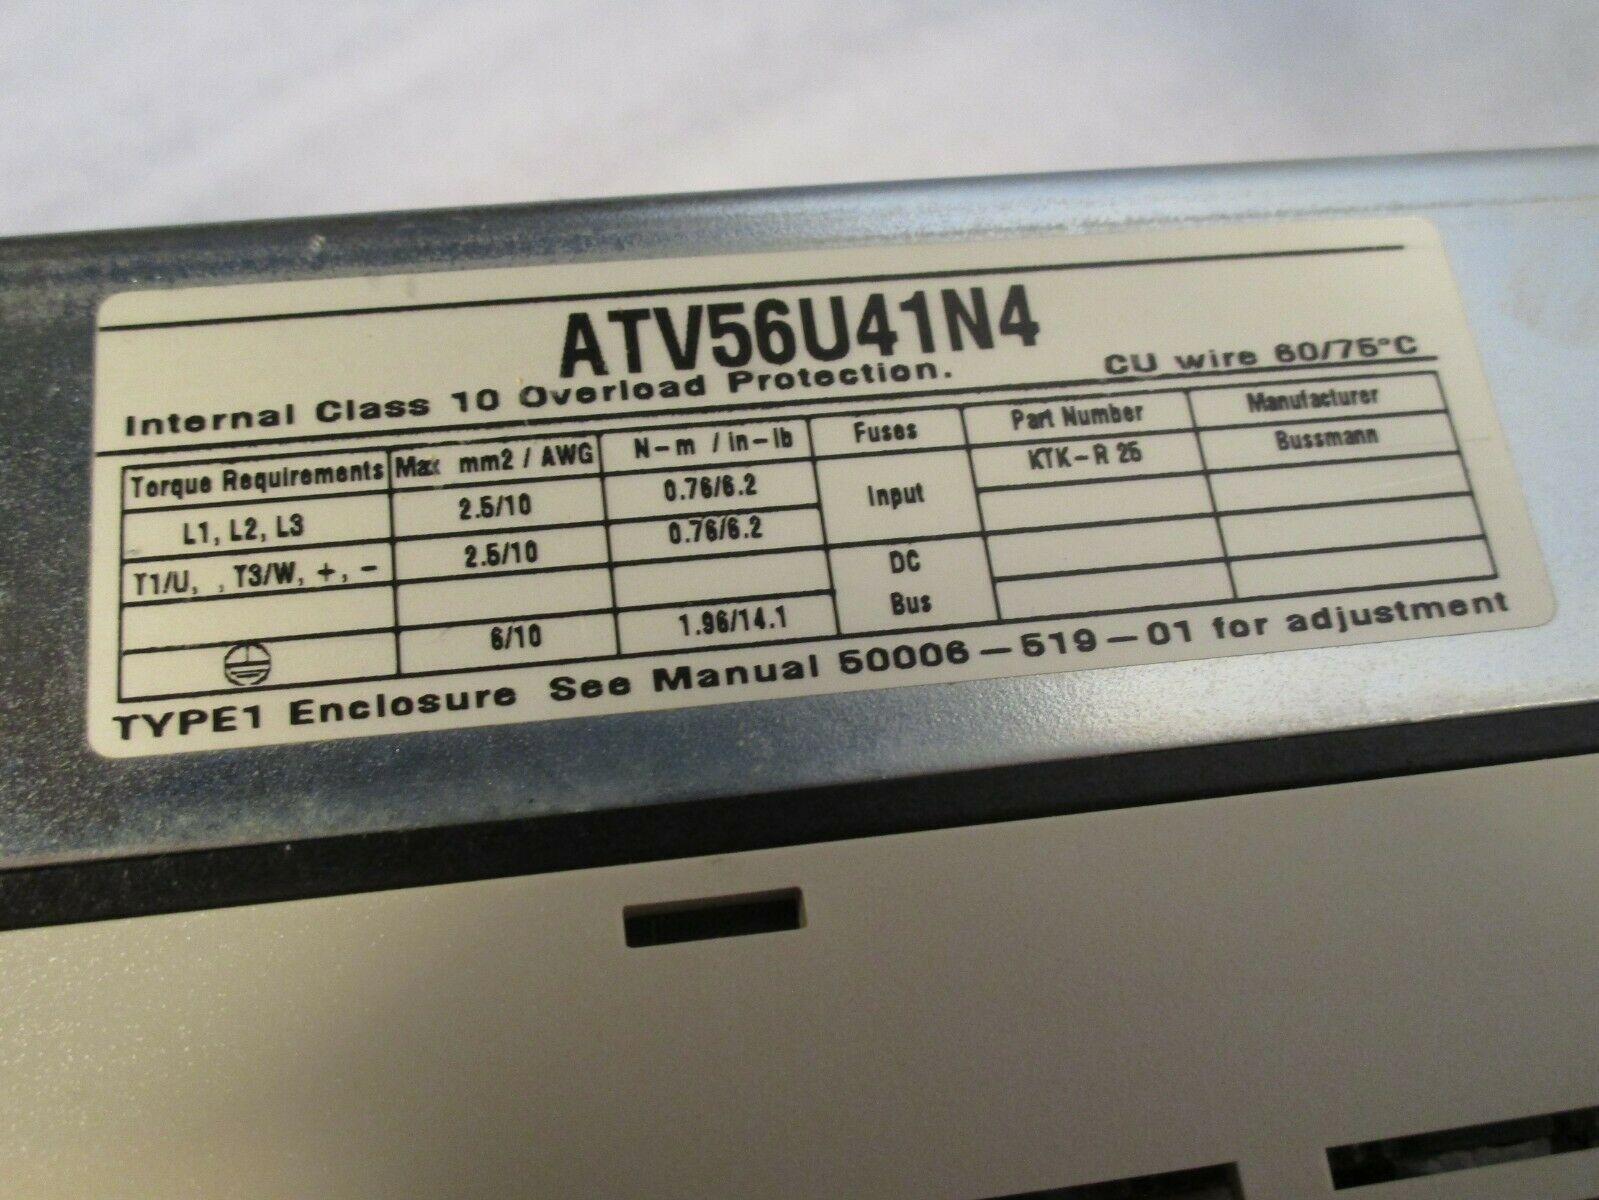 ATV56U41N4
Internal Class 10 Overload Protection. CU wire 60/75°C
Torque Requirements Max mm2 / AWG N-m / in-lb Fuses Part Number Manufacturer
L1, L2, L3 2.5/10 0.76/6.2 Input KTK-R 25 Bussmann
T1/U, , T3/W, +, - 2.5/10 0.76/6.2
DC
6/10 1.96/14.1 Bus
TYPE1 Enclosure See Manual 50006-519-01 for adjustment